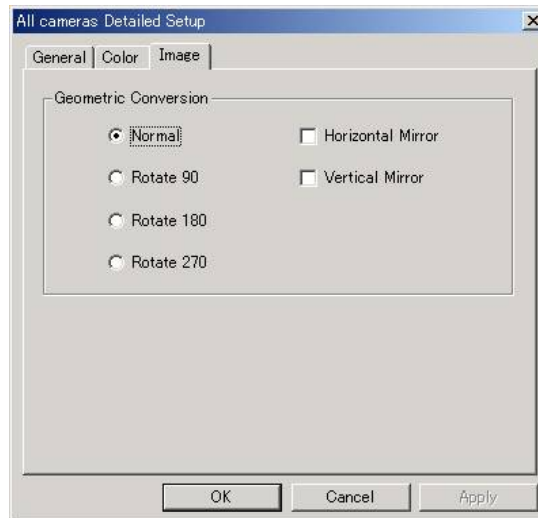 All cameras Detailed Setup
General Color Image
Geometric Conversion
Normal Horizontal Mirror
Rotate 90 Vertical Mirror
Rotate 180
Rotate 270
OK Cancel Apply